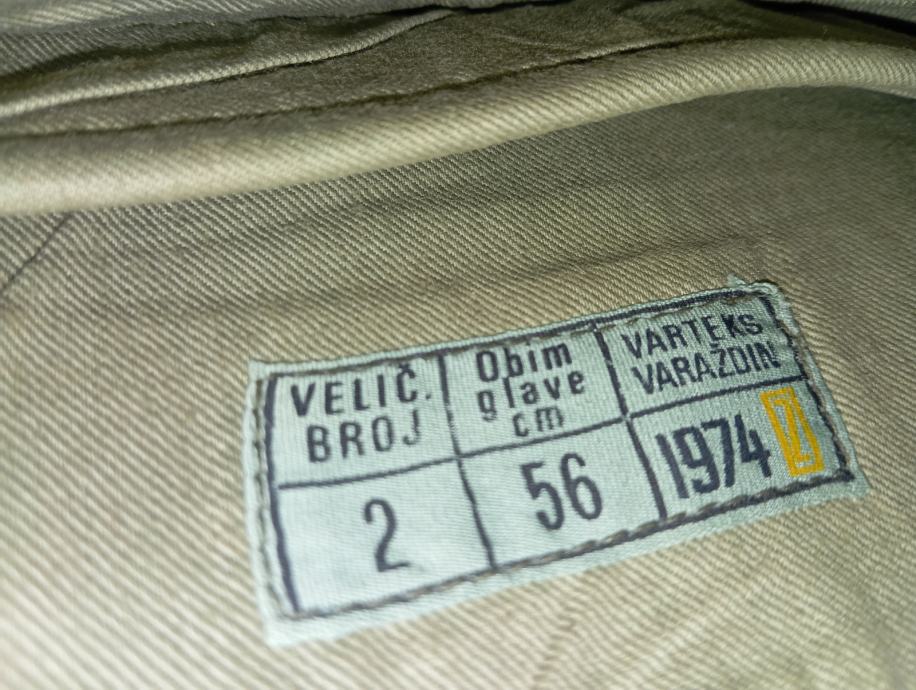 VELIČ.
BROJ
2
Obim
glave
cm
56
VARTEKS
VARAŽDIN
1974 Z